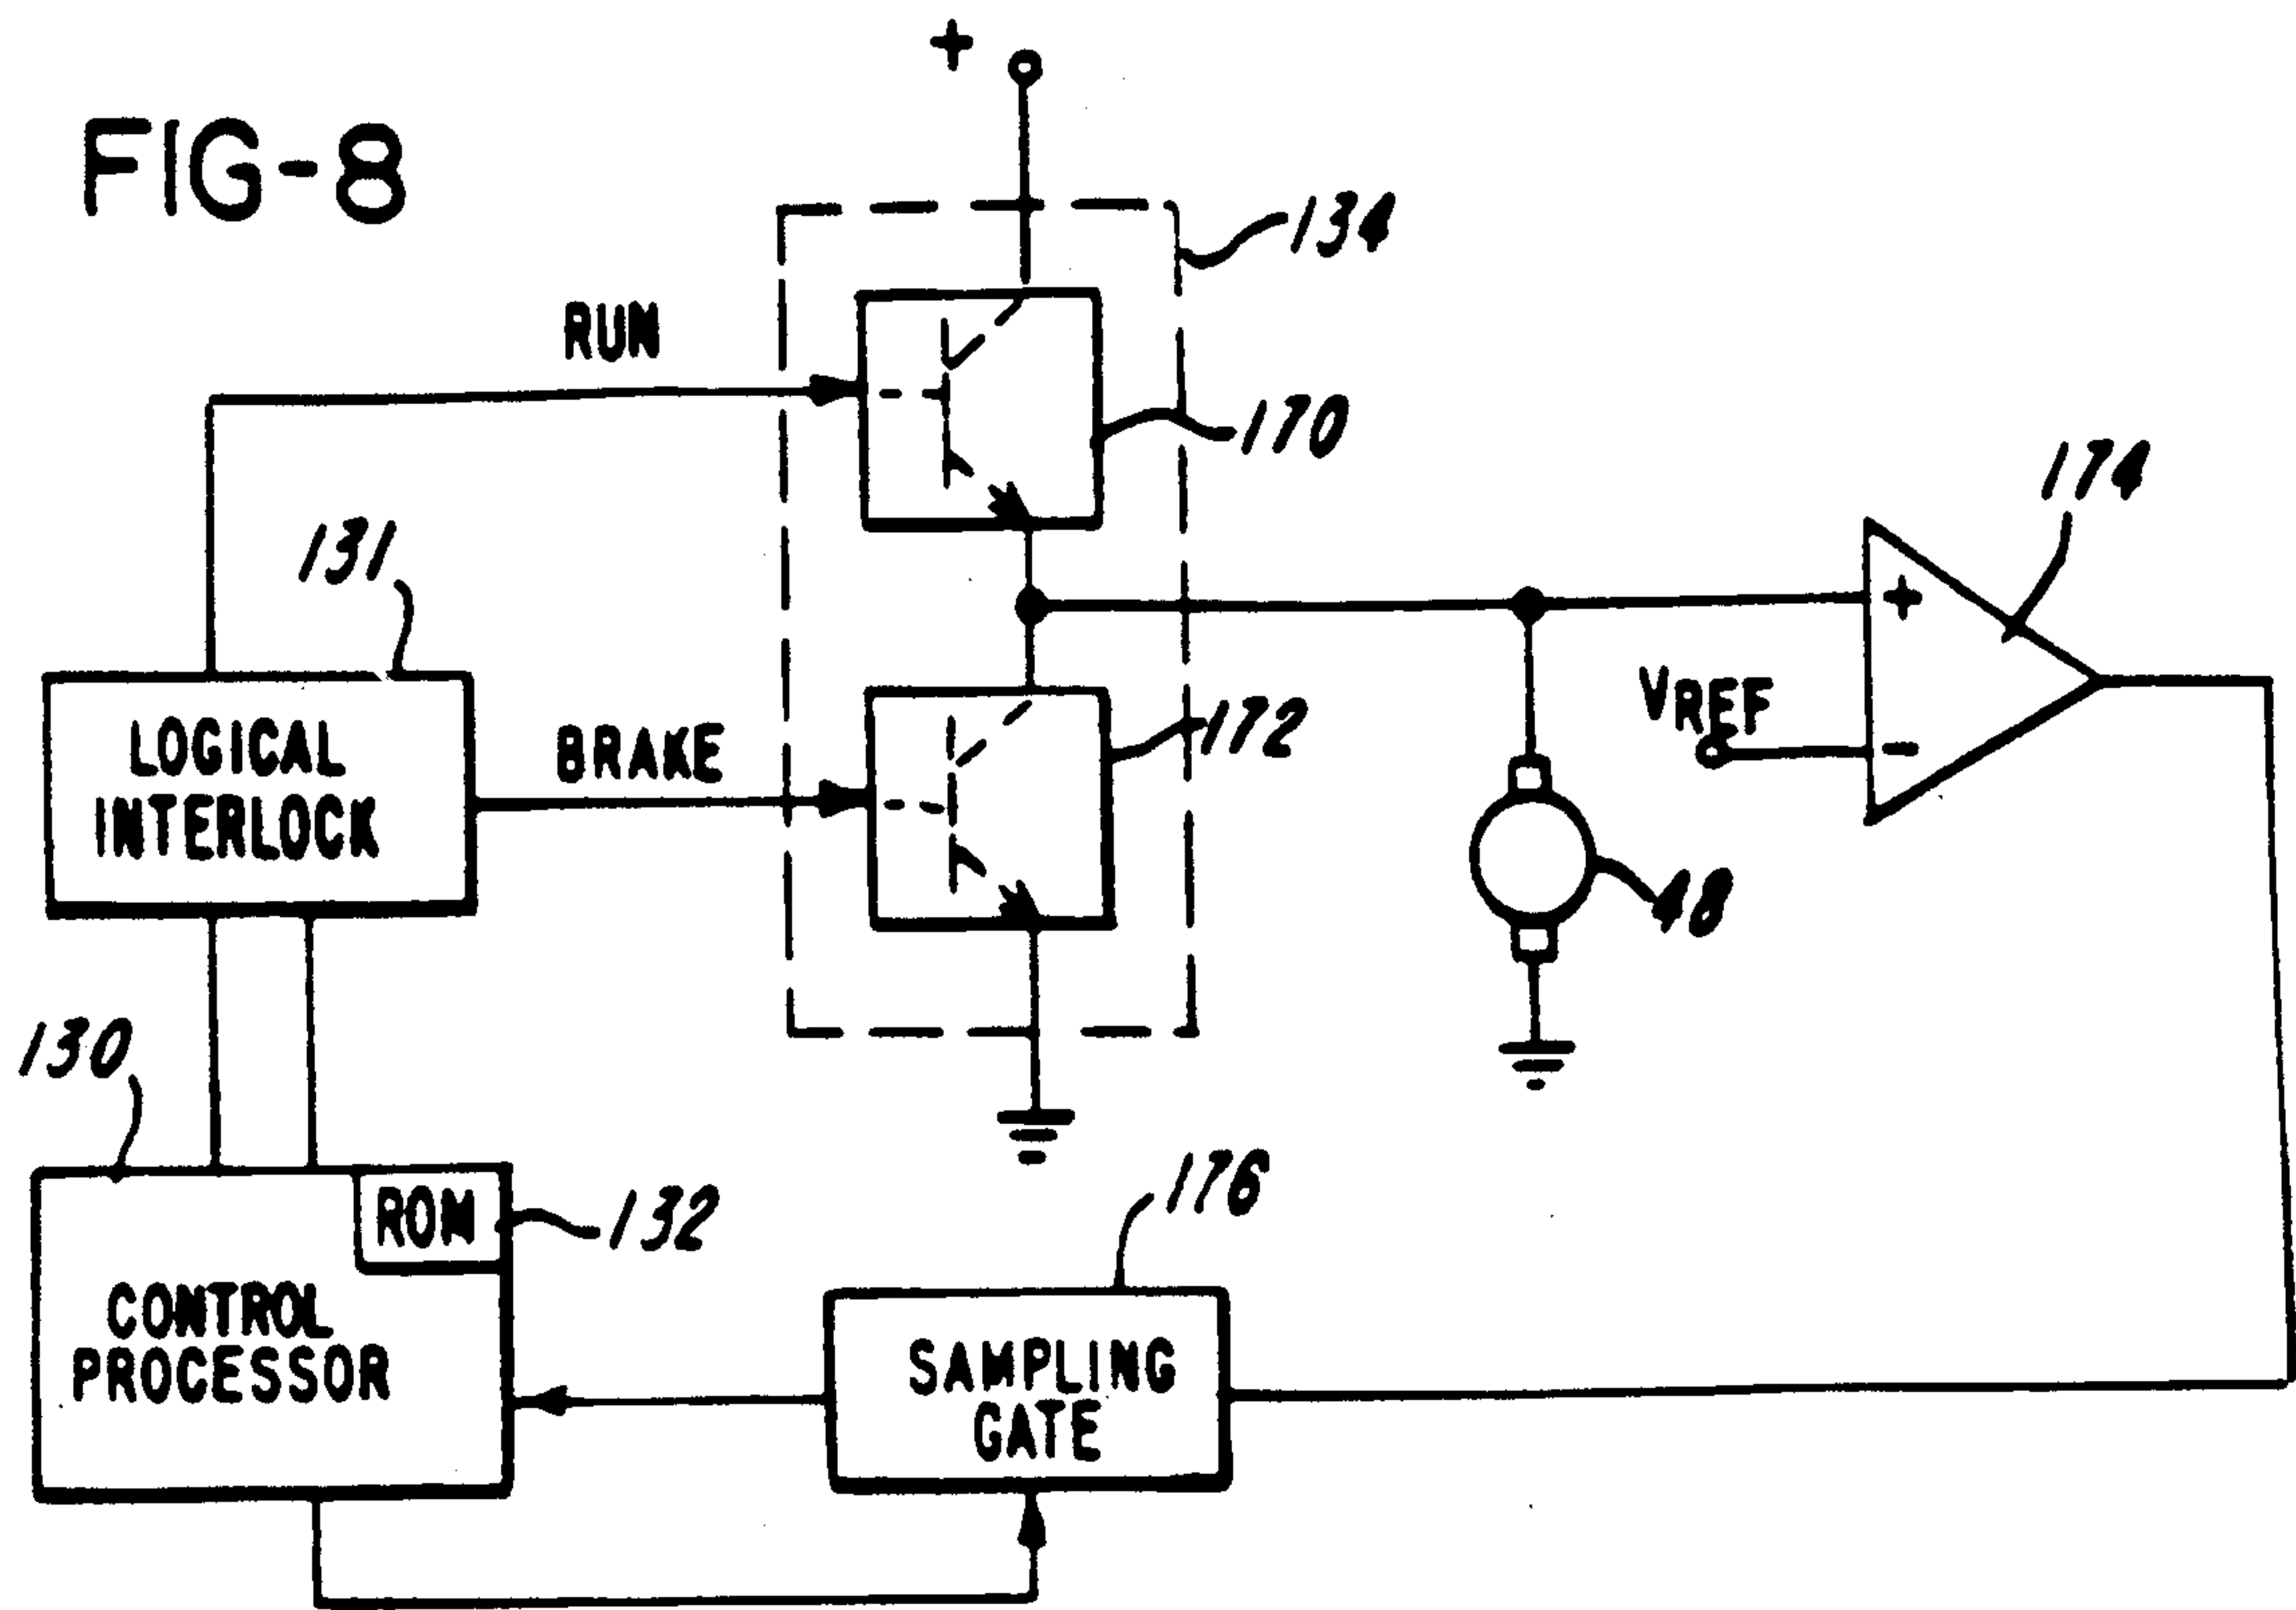 FIG-8
+
134
RUN
170
174
131
+
VREF
-
LOGICAL
INTERLOCK
BRAKE
172
48
130
ROM
132
176
CONTROL
PROCESSOR
SAMPLING
GATE